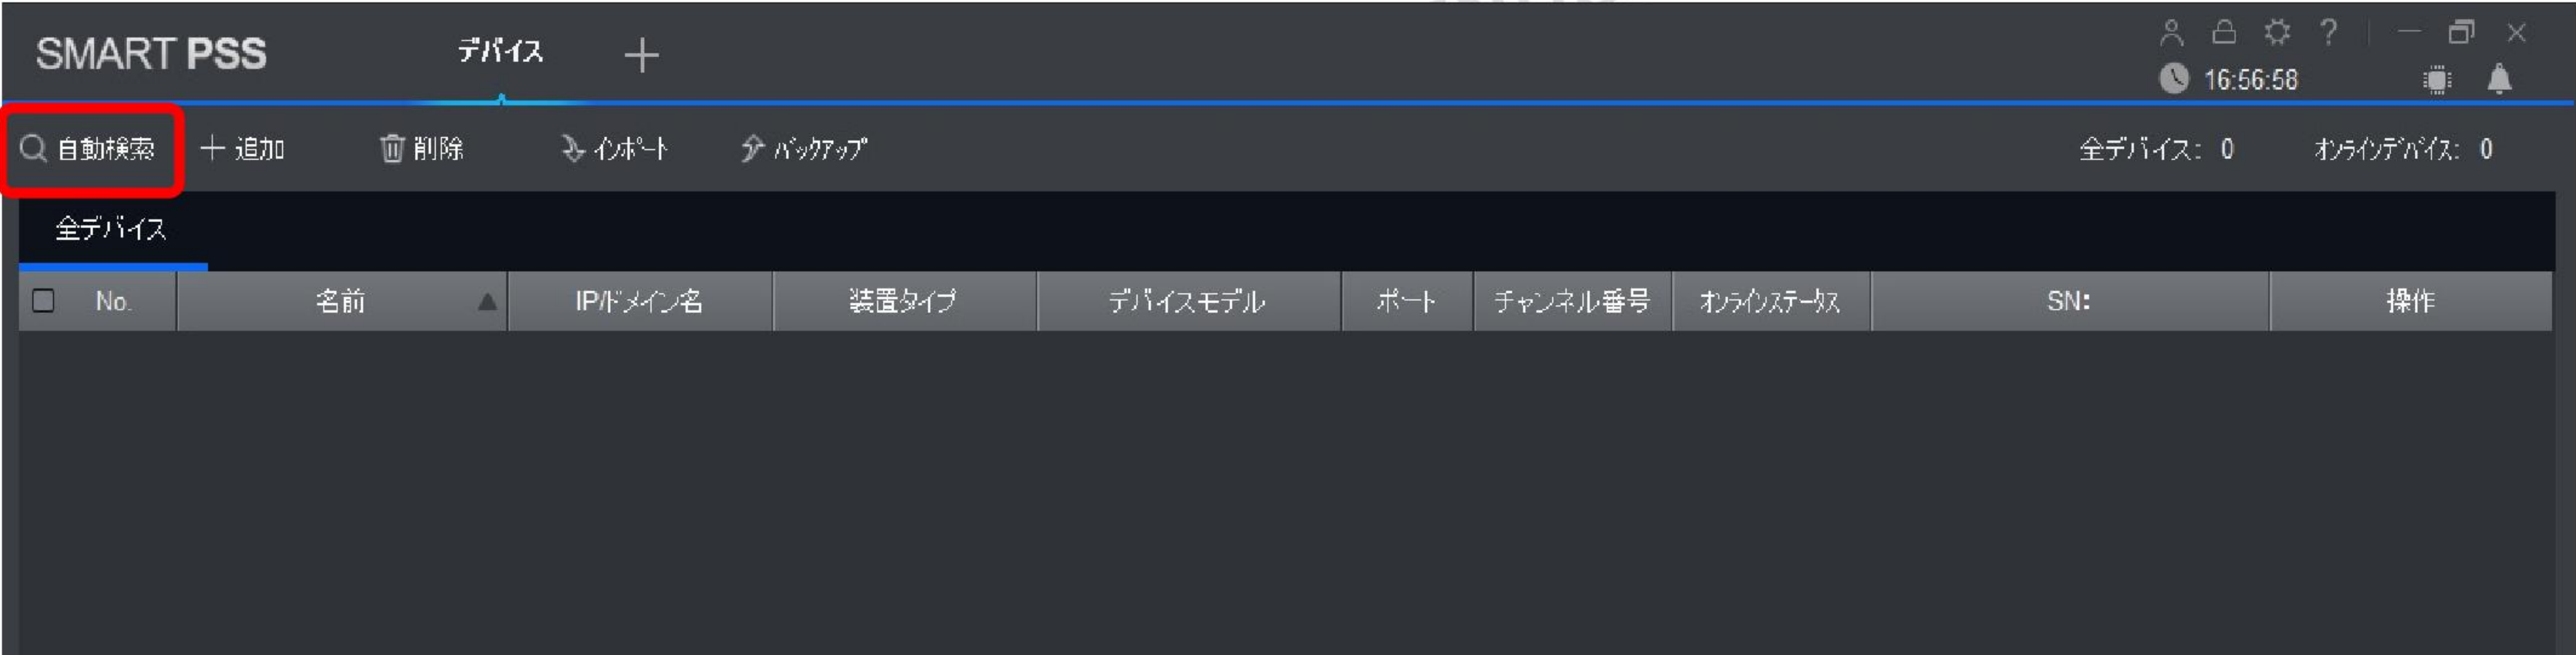 SMART PSS デバイス ?
16:56:58
自動検索 追加 削除 インポート バックアップ 全デバイス: 0 オンラインデバイス: 0
全デバイス
No. 名前 IP/ドメイン名 装置タイプ デバイスモデル ポート チャンネル番号 オンラインステータス SN: 操作